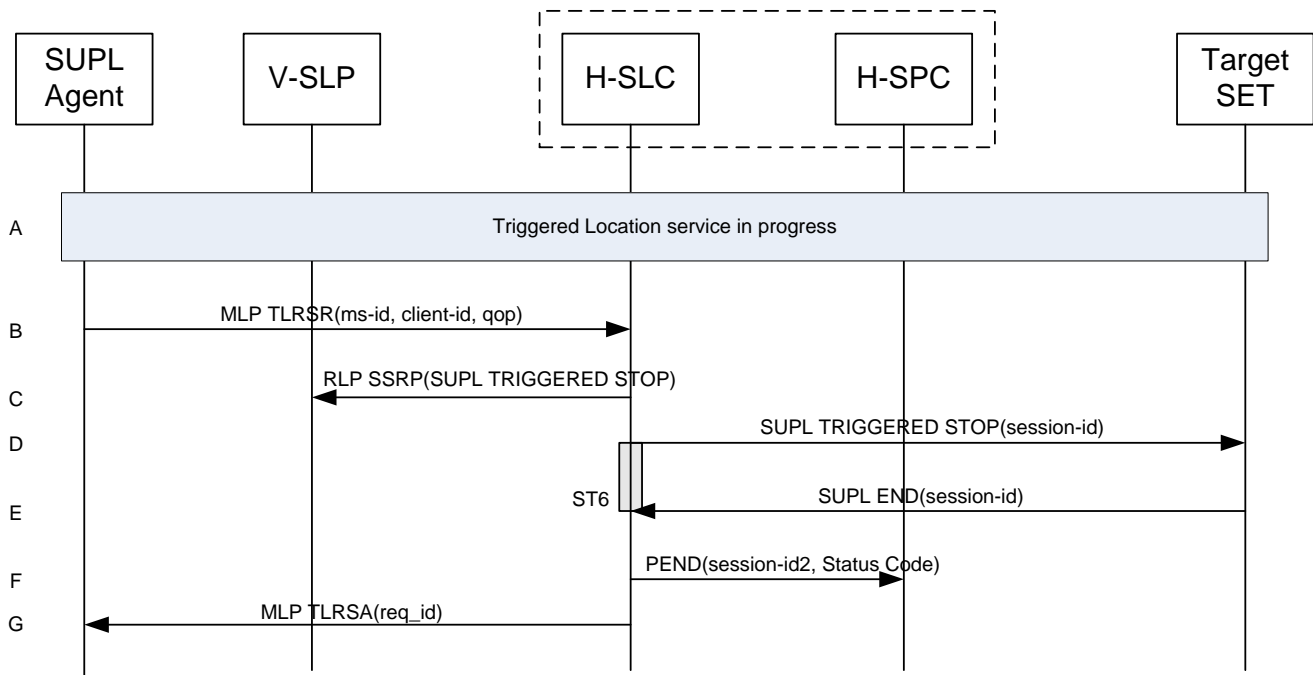 SUPL
Agent
V-SLP
H-SLC
H-SPC
Target
SET
A
Triggered Location service in progress
B
MLP TLRSR(ms-id, client-id, qop)
C
RLP SSRP(SUPL TRIGGERED STOP)
D
SUPL TRIGGERED STOP(session-id)
ST6
E
SUPL END(session-id)
F
PEND(session-id2, Status Code)
G
MLP TLRSA(req_id)